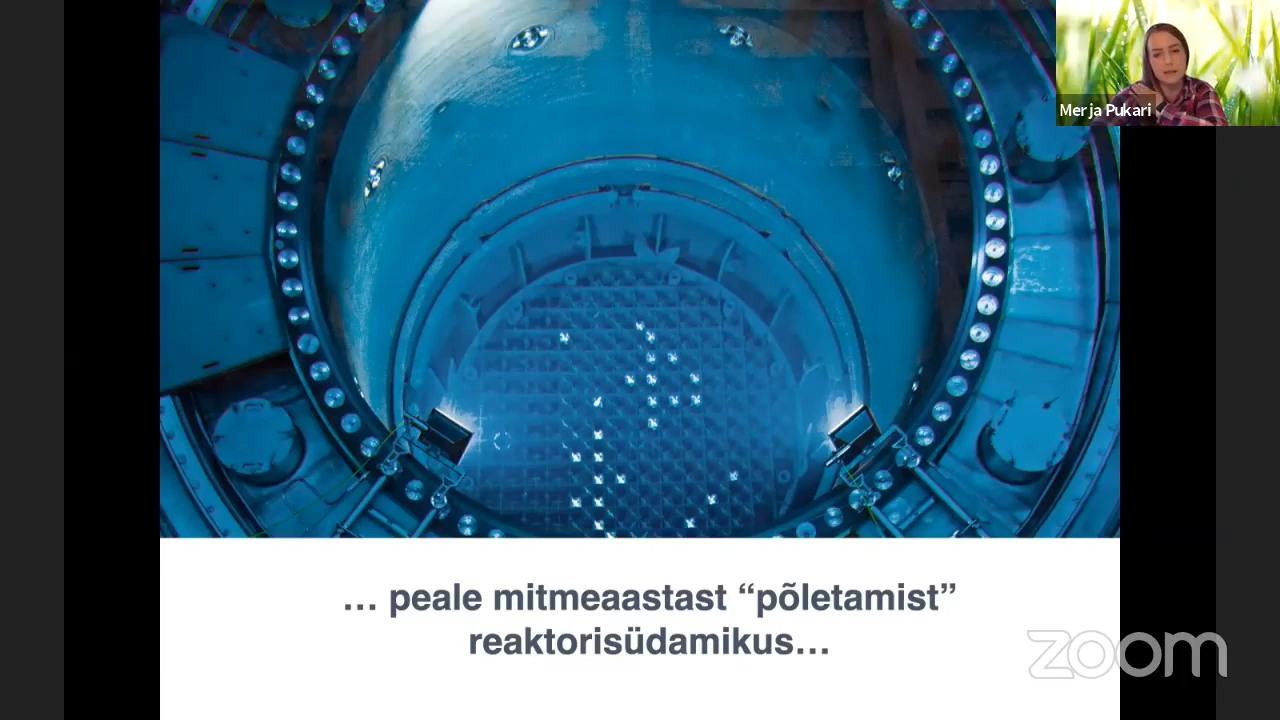 Merja Pukari
… peale mitmeaastast “põletamist”
reaktorisüdamikus…
zoom